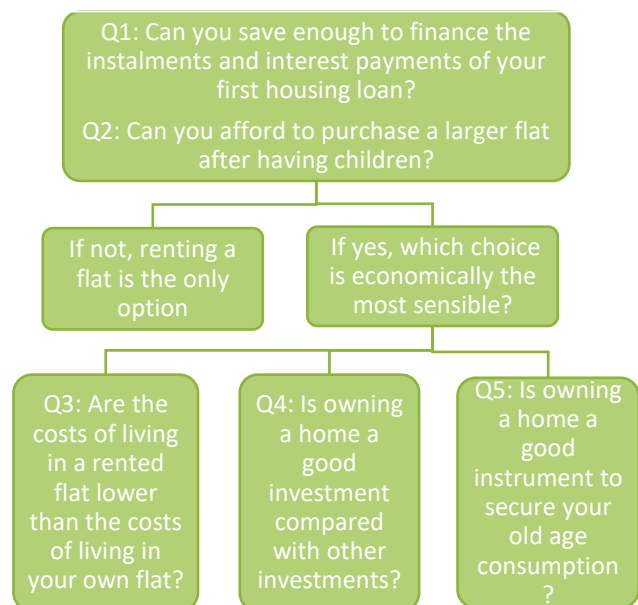 Q1: Can you save enough to finance the
instalments and interest payments of your
first housing loan?
Q2: Can you afford to purchase a larger flat
after having children?
If not, renting a
flat is the only
option
If yes, which choice
is economically the
most sensible?
Q3: Are the
costs of living
in a rented
flat lower
than the costs
of living in
your own flat?
Q4: Is owning
a home a
good
investment
compared
with other
investments?
Q5: Is owning
a home a
good
instrument to
secure your
old age
consumption
?